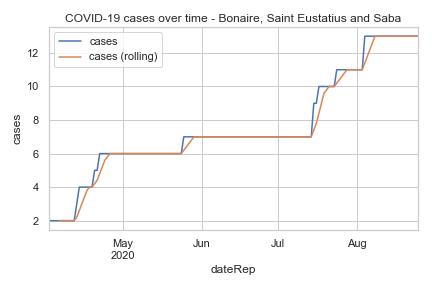 COVID-19 cases over time - Bonaire, Saint Eustatius and Saba
cases
cases (rolling)
12
10
8
6
4
2
cases
May
2020
Jun
Jul
Aug
dateRep